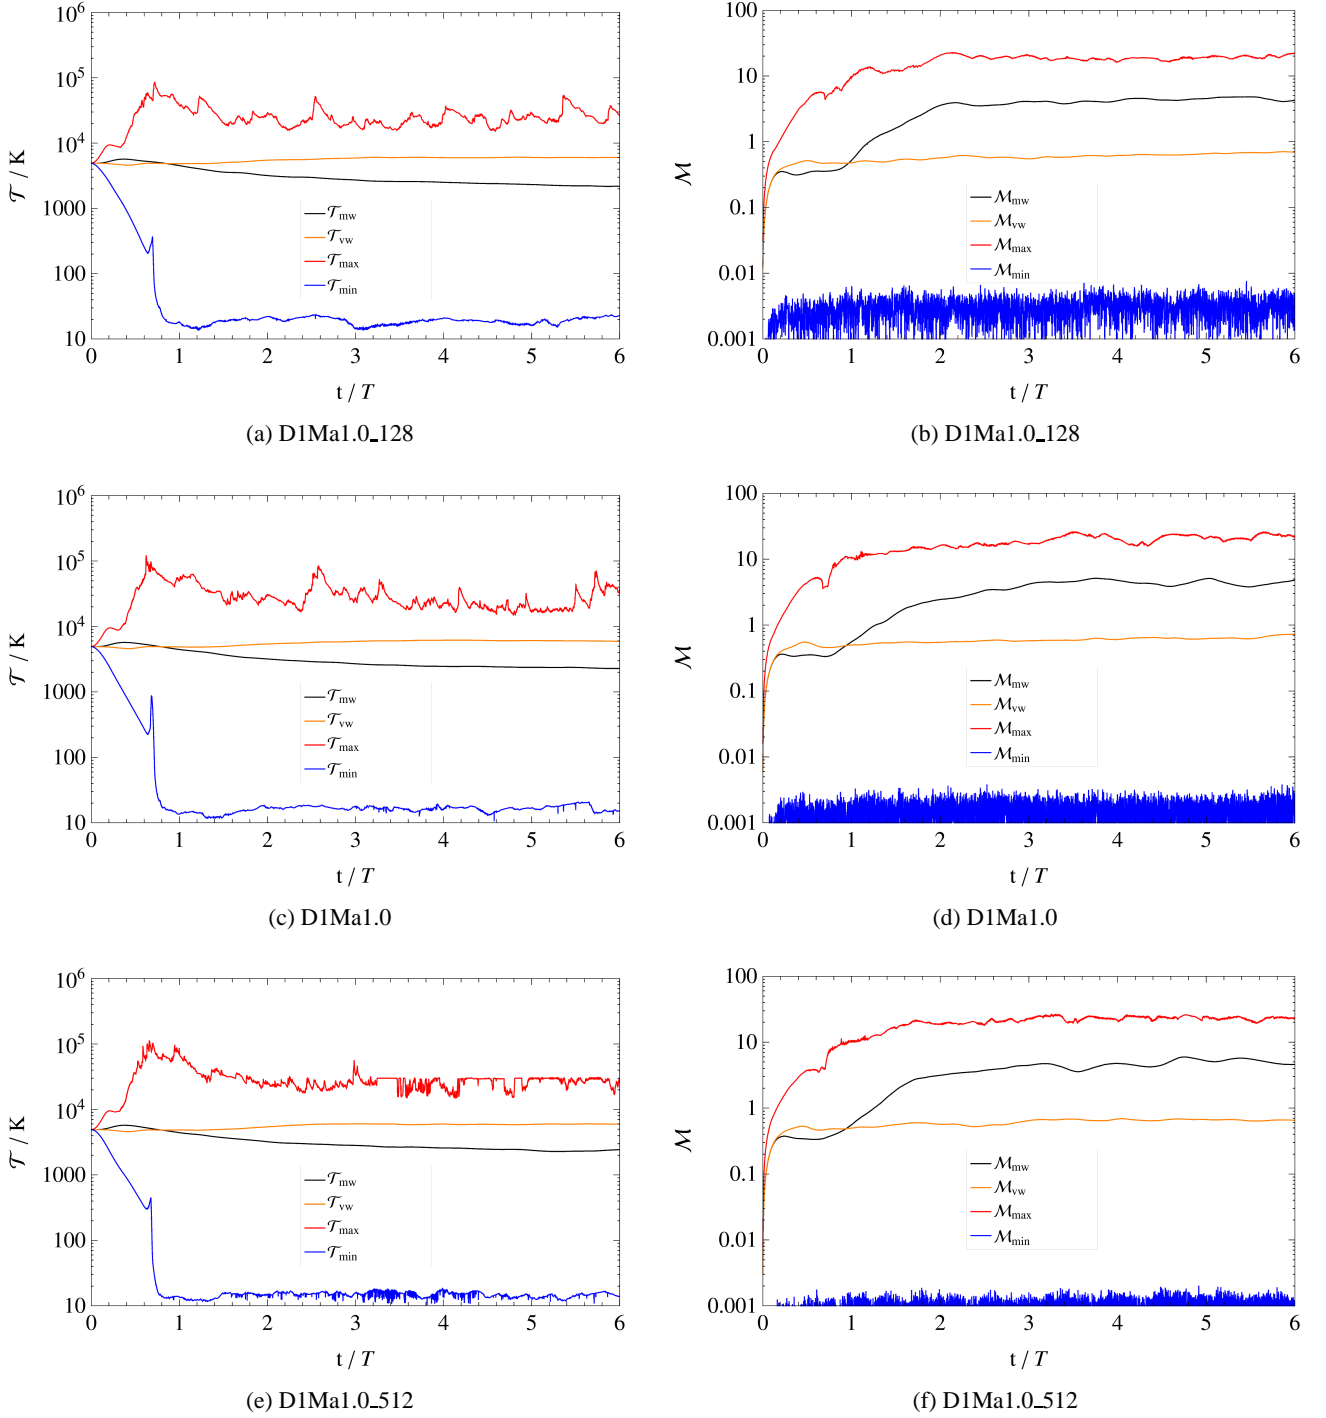 10^6
10^5
10^4
1000
100
10
𝒯 / K
0 1 2 3 4 5 6
t / T
𝒯mw
𝒯vw
𝒯max
𝒯min
(a) D1Ma1.0_128
100
10
1
0.1
0.01
0.001
ℳ
0 1 2 3 4 5 6
t / T
ℳmw
ℳvw
ℳmax
ℳmin
(b) D1Ma1.0_128
10^6
10^5
10^4
1000
100
10
𝒯 / K
0 1 2 3 4 5 6
t / T
𝒯mw
𝒯vw
𝒯max
𝒯min
(c) D1Ma1.0
100
10
1
0.1
0.01
0.001
ℳ
0 1 2 3 4 5 6
t / T
ℳmw
ℳvw
ℳmax
ℳmin
(d) D1Ma1.0
10^6
10^5
10^4
1000
100
10
𝒯 / K
0 1 2 3 4 5 6
t / T
𝒯mw
𝒯vw
𝒯max
𝒯min
(e) D1Ma1.0_512
100
10
1
0.1
0.01
0.001
ℳ
0 1 2 3 4 5 6
t / T
ℳmw
ℳvw
ℳmax
ℳmin
(f) D1Ma1.0_512